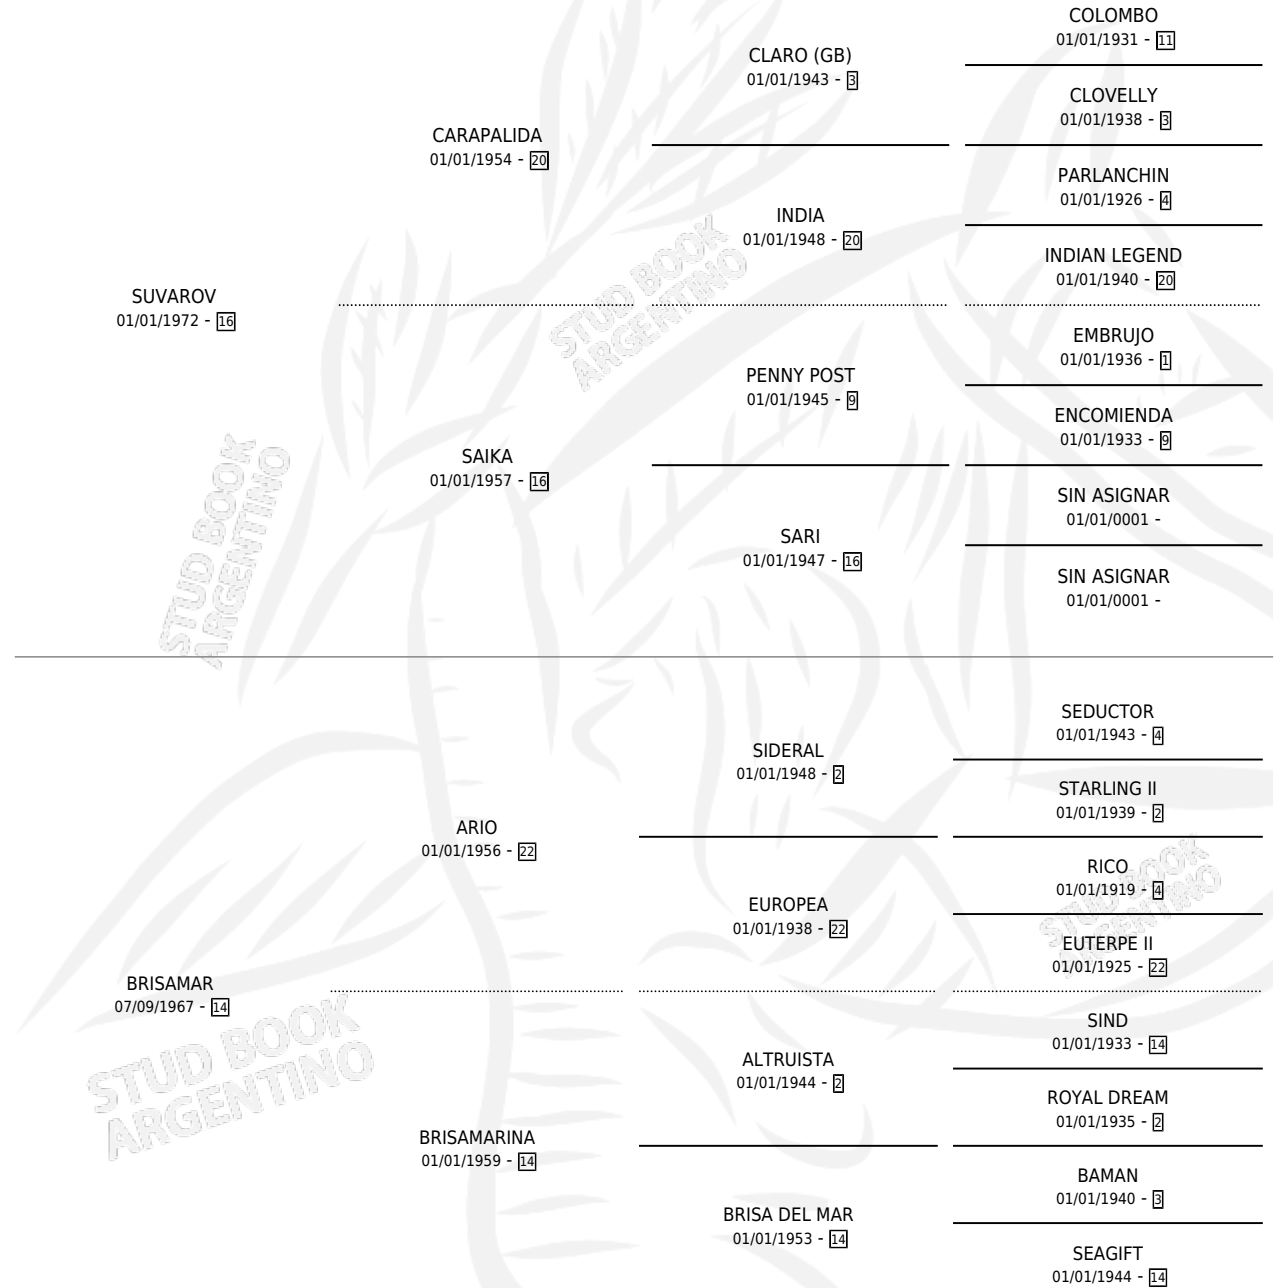 COLOMBO
01/01/1931 - 11
CLARO (GB)
01/01/1943 - 3
CLOVELLY
01/01/1938 - 3
CARAPALIDA
01/01/1954 - 20
PARLANCHIN
01/01/1926 - 4
INDIA
01/01/1948 - 20
INDIAN LEGEND
01/01/1940 - 20
SUVAROV
01/01/1972 - 16
EMBRUJO
01/01/1936 - 1
PENNY POST
01/01/1945 - 9
ENCOMIENDA
01/01/1933 - 9
SAIKA
01/01/1957 - 16
SIN ASIGNAR
01/01/0001 -
SARI
01/01/1947 - 16
SIN ASIGNAR
01/01/0001 -
SEDUCTOR
01/01/1943 - 4
SIDERAL
01/01/1948 - 2
STARLING II
01/01/1939 - 2
ARIO
01/01/1956 - 22
RICO
01/01/1919 - 4
EUROPEA
01/01/1938 - 22
EUTERPE II
01/01/1925 - 22
BRISAMAR
07/09/1967 - 14
SIND
01/01/1933 - 14
ALTRUISTA
01/01/1944 - 2
ROYAL DREAM
01/01/1935 - 2
BRISAMARINA
01/01/1959 - 14
BAMAN
01/01/1940 - 3
BRISA DEL MAR
01/01/1953 - 14
SEAGIFT
01/01/1944 - 14
STUD BOOK
ARGENTINO
STUD BOOK
ARGENTINO
STUD BOOK
ARGENTINO
STUD BOOK
ARGENTINO